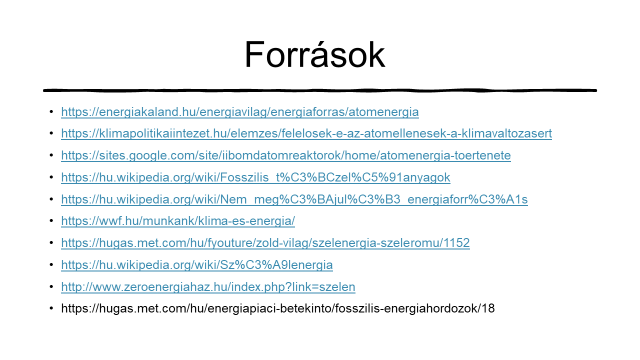 Források
• https://energiakaland.hu/energiavilag/energiaforras/atomenergia
• https://klimapolitikaiintezet.hu/elemzes/felelosek-e-az-atomellenesek-a-klimavaltozasert
• https://sites.google.com/site/iibomdatomreaktorok/home/atomenergia-toertenete
• https://hu.wikipedia.org/wiki/Fosszilis_t%C3%BCzel%C5%91anyagok
• https://hu.wikipedia.org/wiki/Nem_meg%C3%BAjul%C3%B3_energiaforr%C3%A1s
• https://wwf.hu/munkank/klima-es-energia/
• https://hugas.met.com/hu/fyouture/zold-vilag/szelenergia-szeleromu/1152
• https://hu.wikipedia.org/wiki/Sz%C3%A9lenergia
• http://www.zeroenergiahaz.hu/index.php?link=szelen
• https://hugas.met.com/hu/energiapiaci-betekinto/fosszilis-energiahordozok/18